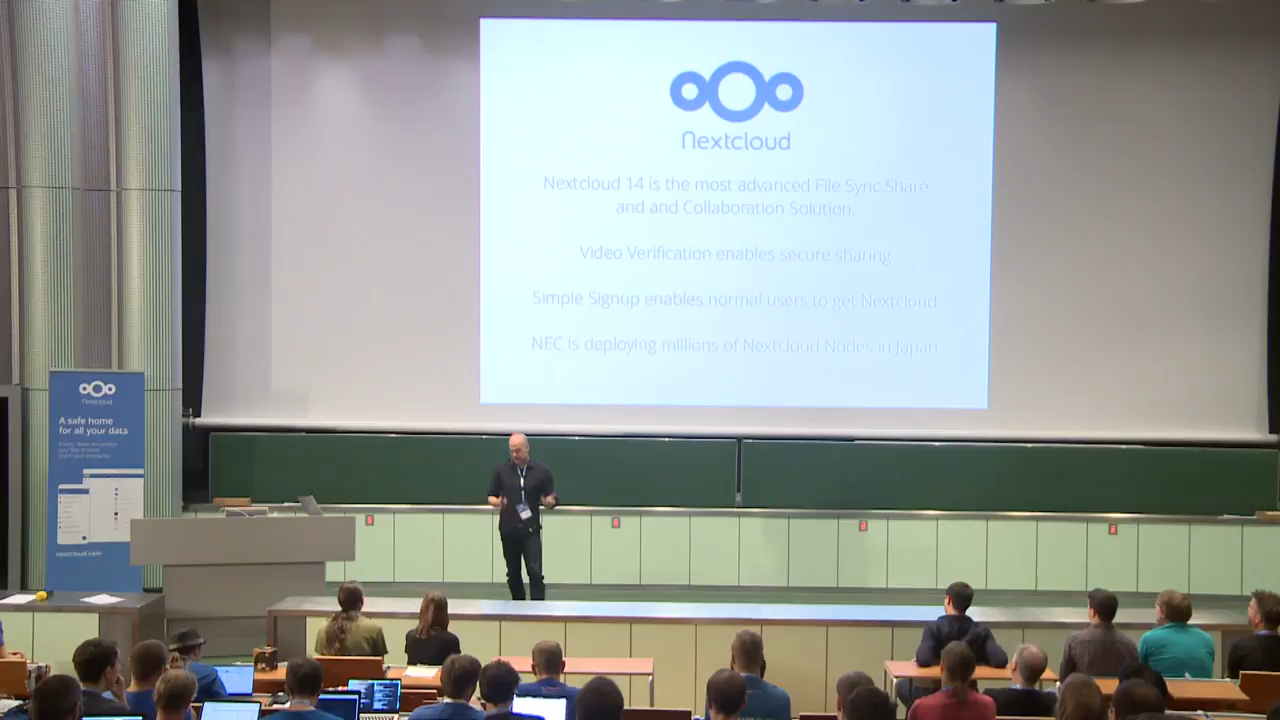 Nextcloud
Nextcloud 14 is the most advanced File Sync Share
and and Collaboration Solution.
Video Verification enables secure sharing
Simple Signup enables normal users to get Nextcloud
NEC is deploying millions of Nextcloud Nodes in Japan
Nextcloud
A safe home
for all your data
nextcloud.com